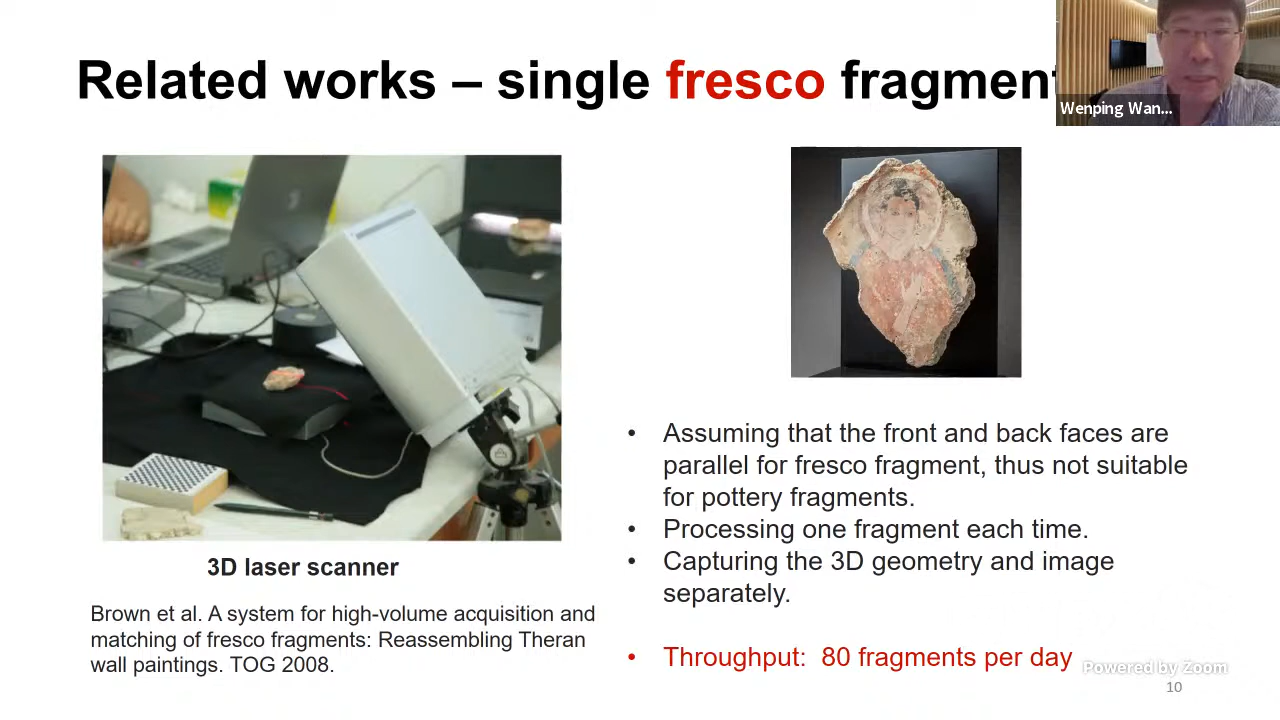 Related works – single fresco fragment
Wenping Wan...
3D laser scanner
Brown et al. A system for high-volume acquisition and
matching of fresco fragments: Reassembling Theran
wall paintings. TOG 2008.
• Assuming that the front and back faces are
parallel for fresco fragment, thus not suitable
for pottery fragments.
• Processing one fragment each time.
• Capturing the 3D geometry and image
separately.
• Throughput: 80 fragments per day
Powered by Zoom
10